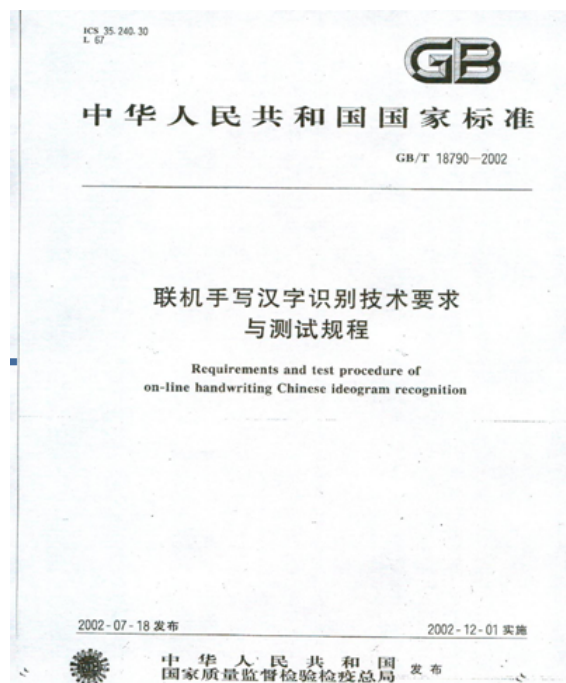 ICS 35.240.30
L 67
GB
中华人民共和国国家标准
GB/T 18790—2002
联机手写汉字识别技术要求
与测试规程
Requirements and test procedure of
on-line handwriting Chinese ideogram recognition
2002-07-18发布
2002-12-01实施
中华人民共和国
国家质量监督检验检疫总局
发布